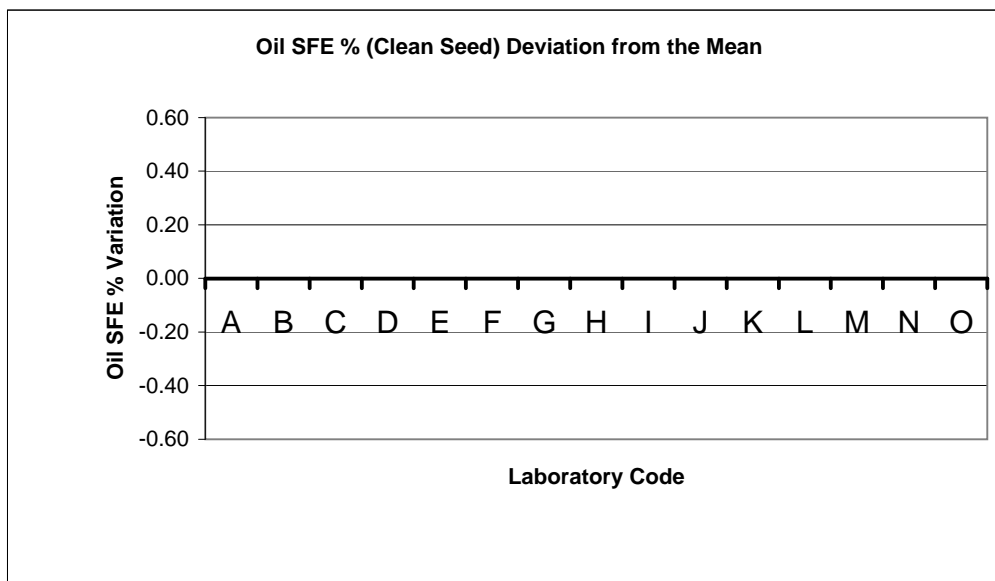 Oil SFE % (Clean Seed) Deviation from the Mean
0.60
0.40
0.20
0.00
-0.20
-0.40
-0.60
Oil SFE % Variation
A B C D E F G H I J K L M N O
Laboratory Code